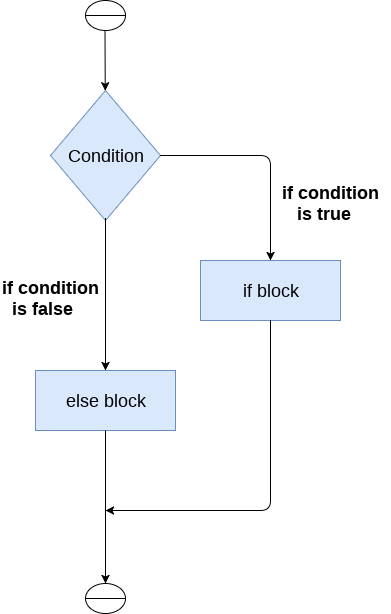 Condition
if condition
is true
if block
if condition
is false
else block